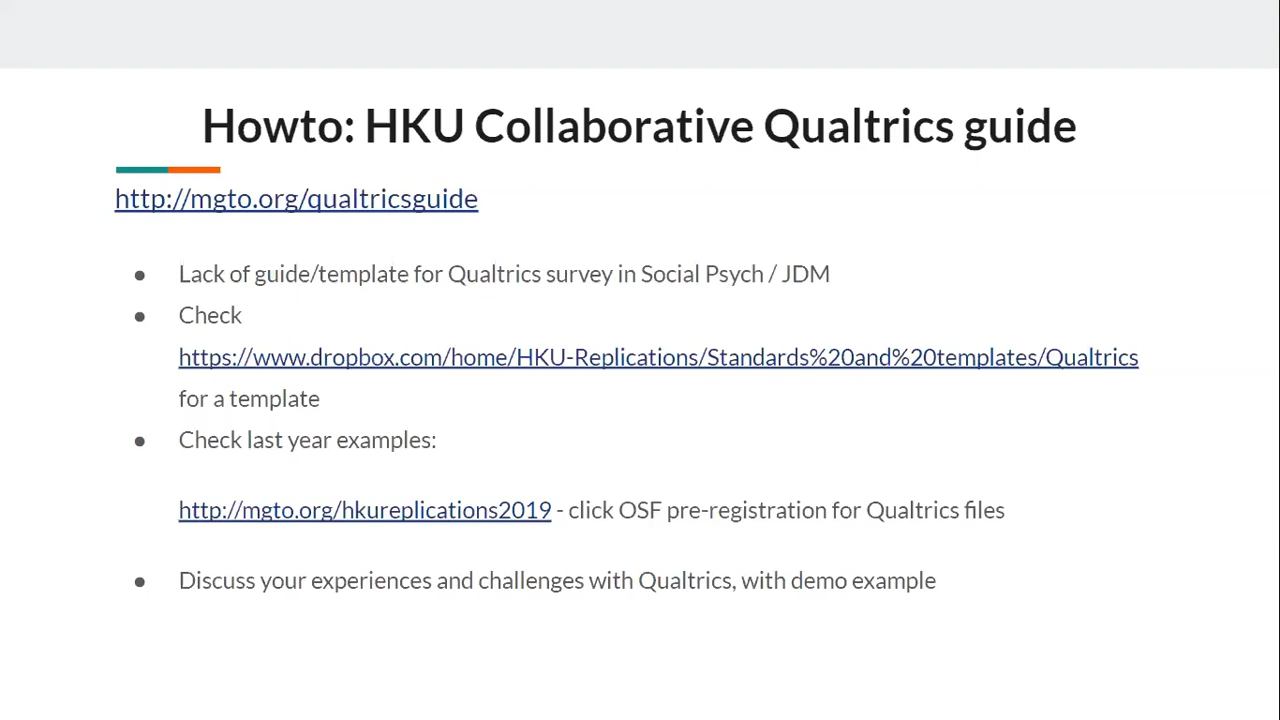 Howto: HKU Collaborative Qualtrics guide
http://mgto.org/qualtricsguide
● Lack of guide/template for Qualtrics survey in Social Psych / JDM
● Check
https://www.dropbox.com/home/HKU-Replications/Standards%20and%20templates/Qualtrics
for a template
● Check last year examples:
http://mgto.org/hkureplications2019 - click OSF pre-registration for Qualtrics files
● Discuss your experiences and challenges with Qualtrics, with demo example